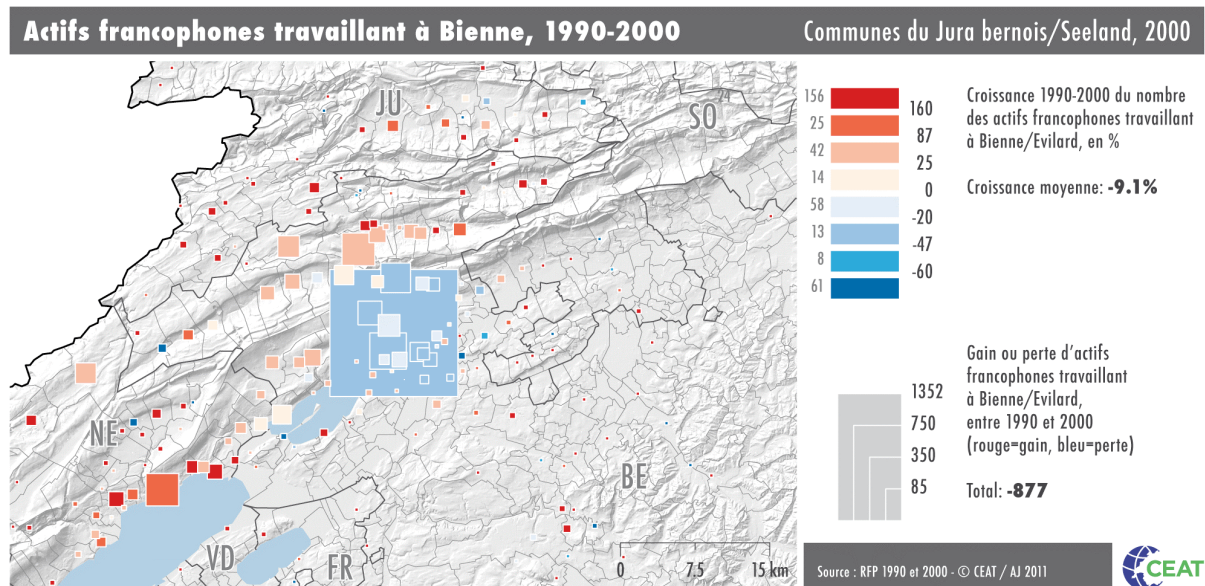 Actifs francophones travaillant à Bienne, 1990-2000
Communes du Jura bernois/Seeland, 2000
JU
SO
NE
BE
VD
FR
0 7.5 15 km
156
25
42
14
58
13
8
61
160
87
25
0
-20
-47
-60
Croissance 1990-2000 du nombre
des actifs francophones travaillant
à Bienne/Evilard, en %
Croissance moyenne: -9.1%
1352
750
350
85
Gain ou perte d'actifs
francophones travaillant
à Bienne/Evilard,
entre 1990 et 2000
(rouge=gain, bleu=perte)
Total: -877
Source : RFP 1990 et 2000 - © CEAT / AJ 2011
CEAT